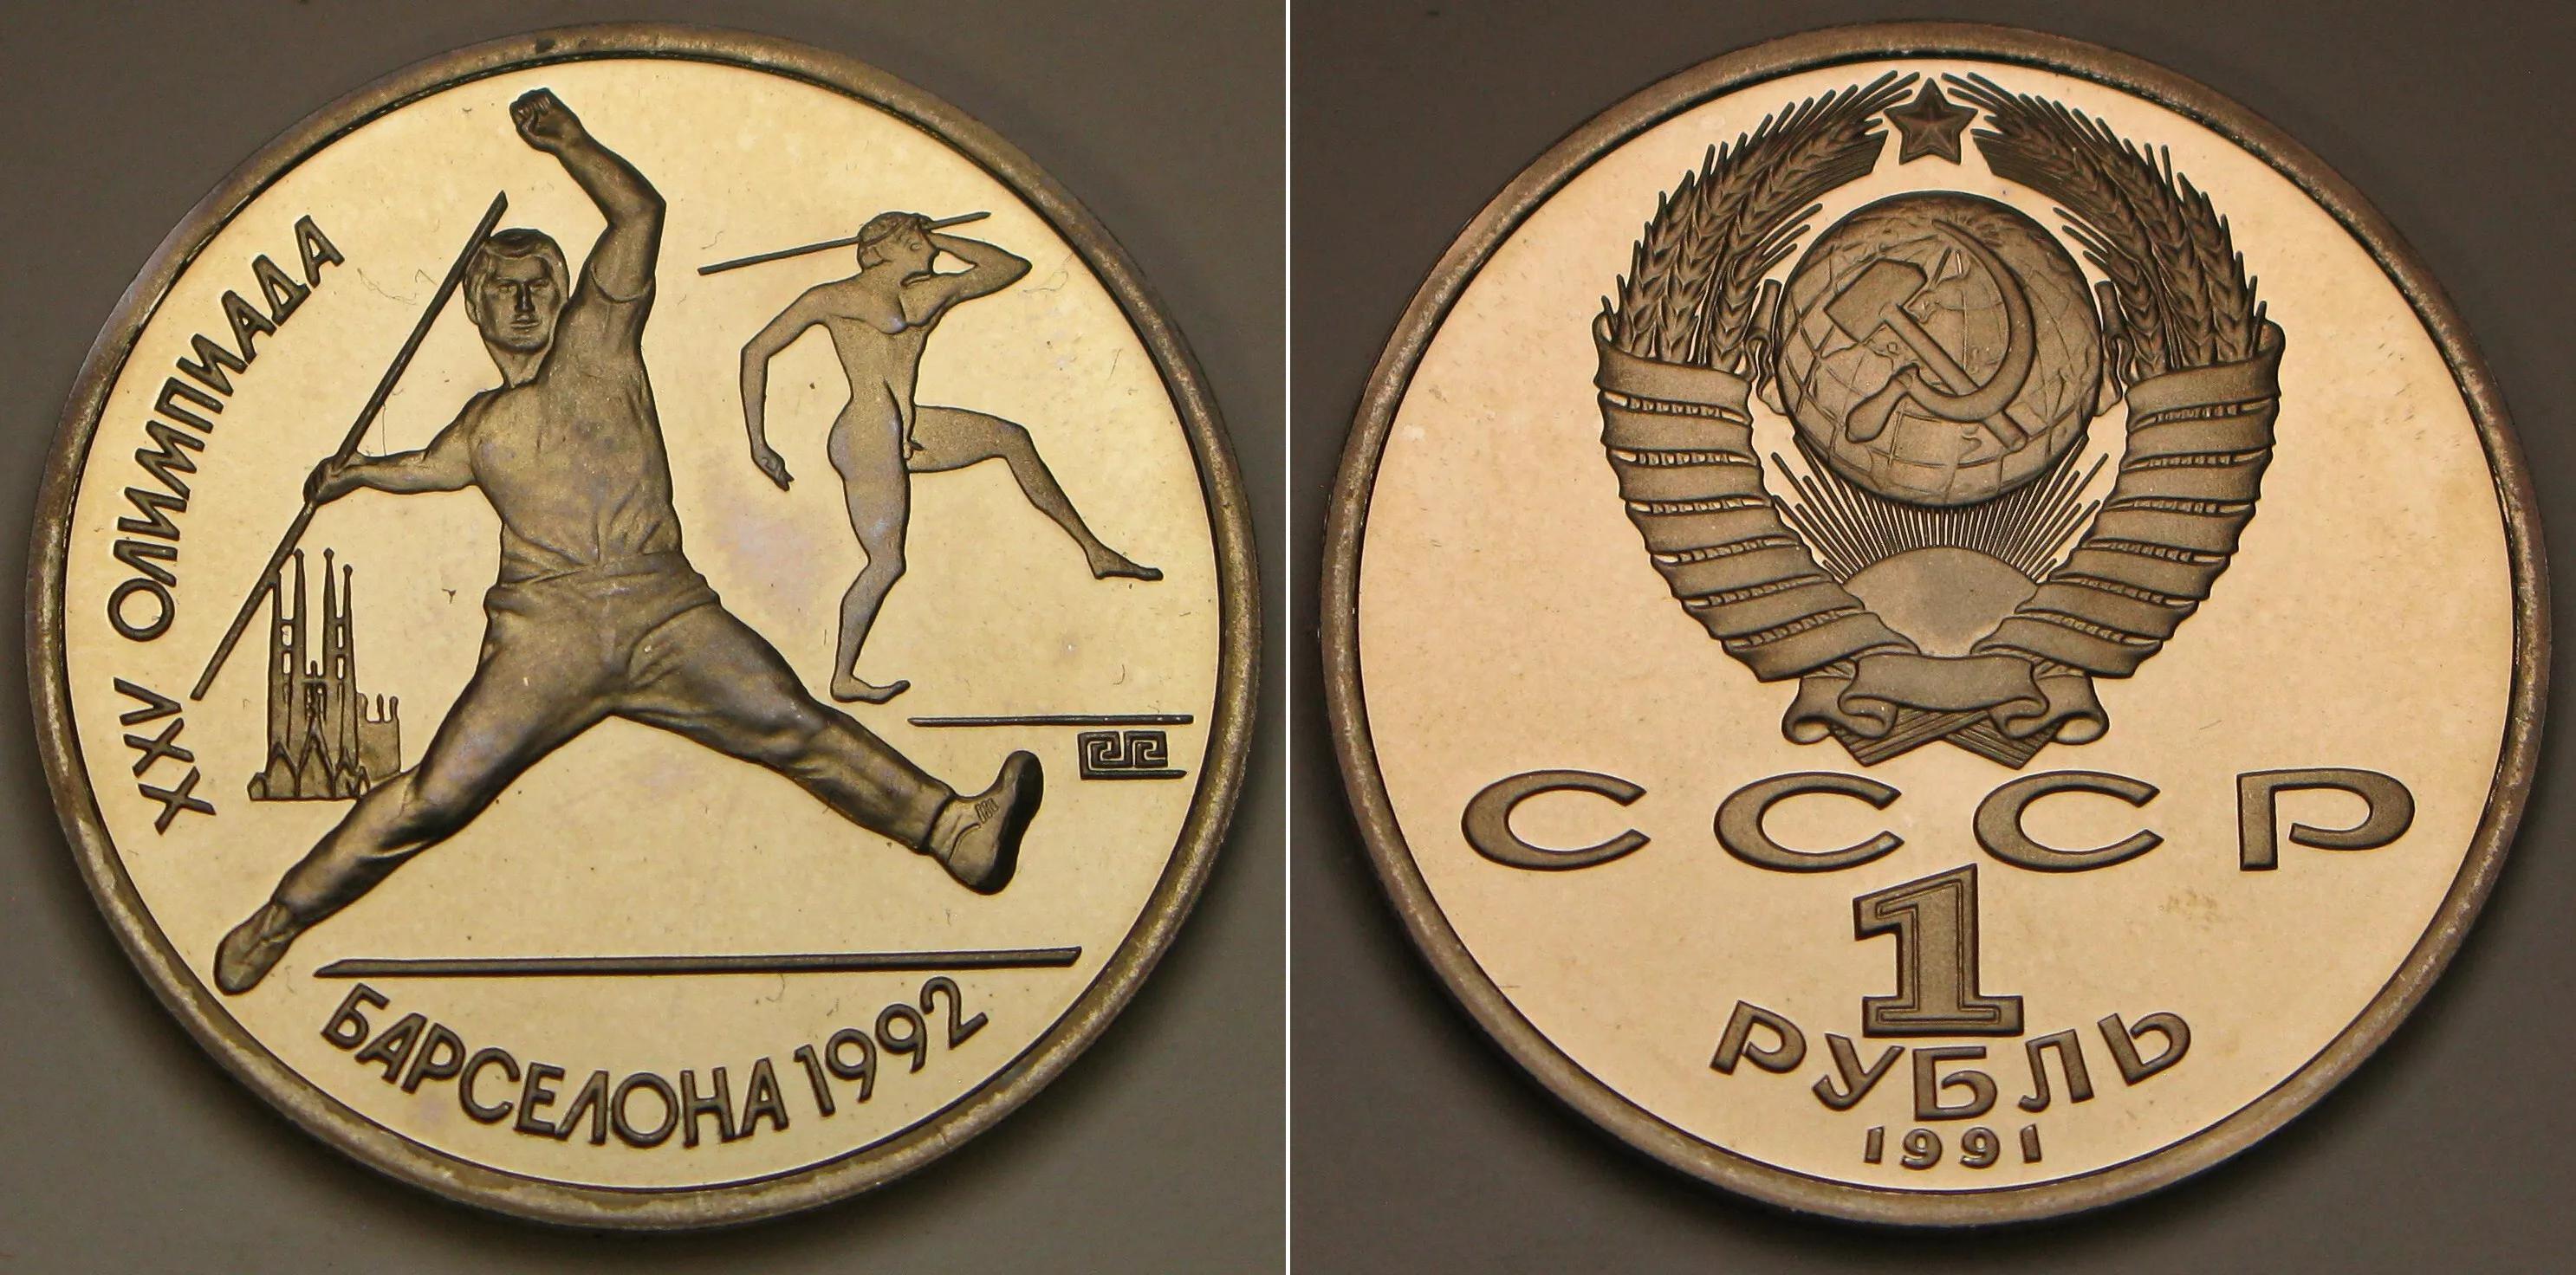 XXV ОЛИМПИАДА
БАРСЕЛОНА 1992
СССР
1
РУБЛЬ
1991